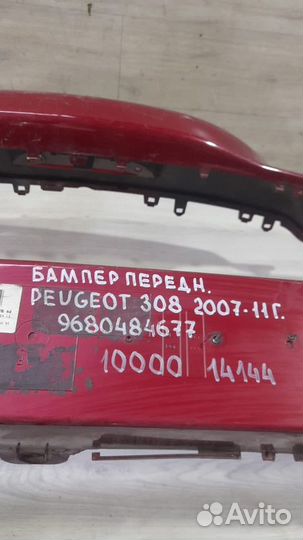 БАМПЕР ПЕРЕДН.
PEUGEOT 308 2007-11Г.
9680484677
10000 14144
Avito